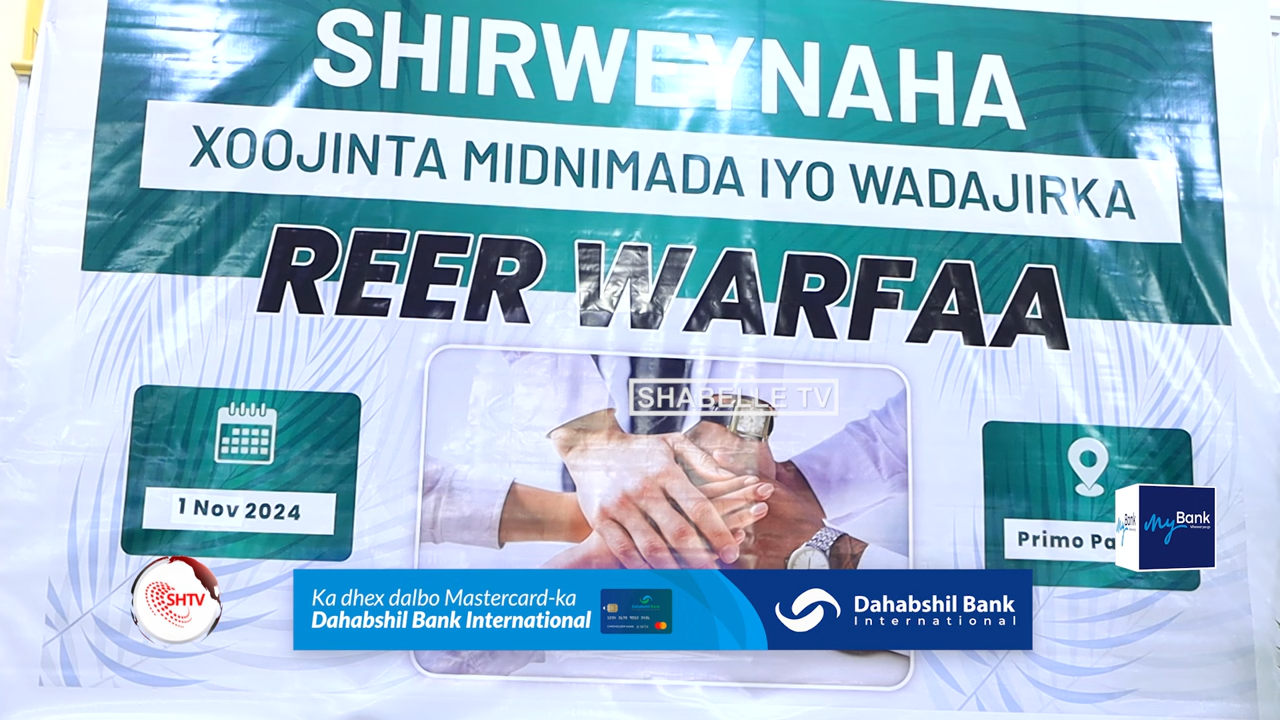 SHIRWEYNAHA
XOOJINTA MIDNIMADA IYO WADAJIRKA
REER WARFAA
SHABELLE TV
1 Nov 2024
Primo
My Bank
SHTV
Ka dhex dalbo Mastercard-ka
Dahabshil Bank International
Dahabshil Bank
International